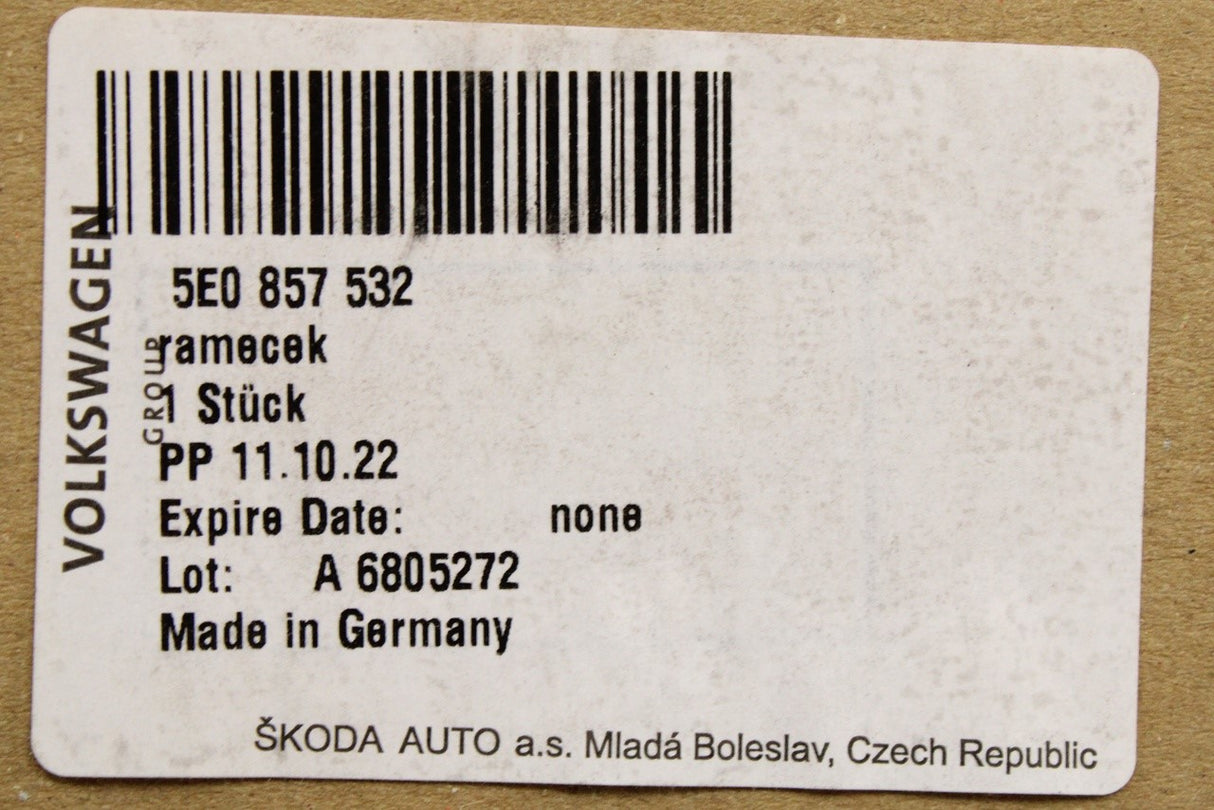 VOLKSWAGEN
GROUP
5E0 857 532
ramecek
1 Stück
PP 11.10.22
Expire Date: none
Lot: A 6805272
Made in Germany
ŠKODA AUTO a.s. Mladá Boleslav, Czech Republic